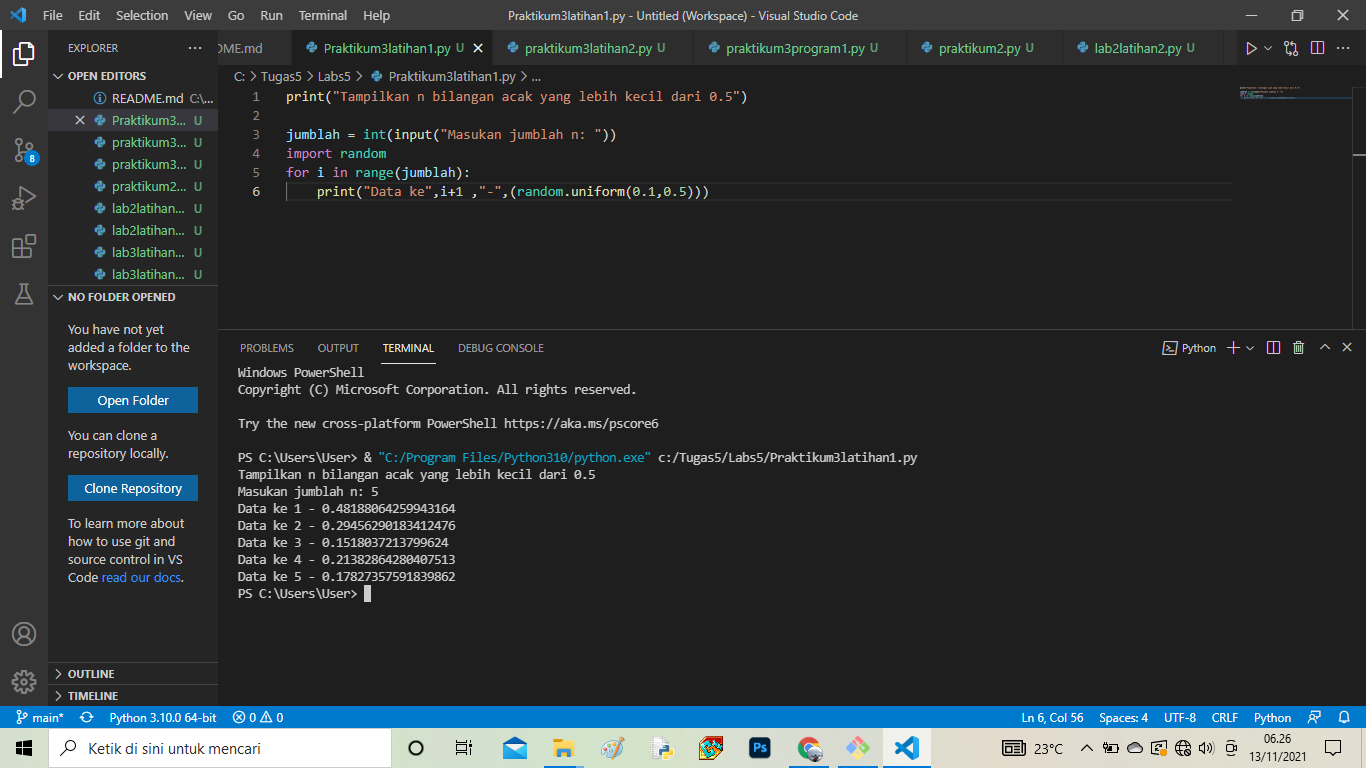 File Edit Selection View Go Run Terminal Help
Praktikum3latihan1.py - Untitled (Workspace) - Visual Studio Code
EXPLORER ...
OME.md
Praktikum3latihan1.py U
praktikum3latihan2.py U
praktikum3program1.py U
praktikum2.py U
lab2latihan2.py U
OPEN EDITORS
README.md C:\...
Praktikum3... U
praktikum3... U
praktikum3... U
praktikum2... U
lab2latihan... U
lab2latihan... U
lab3latihan... U
lab3latihan... U
8
NO FOLDER OPENED
You have not yet
added a folder to the
workspace.
Open Folder
You can clone a
repository locally.
Clone Repository
To learn more about
how to use git and
source control in VS
Code read our docs.
OUTLINE
TIMELINE
C: > Tugas5 > Labs5 > Praktikum3latihan1.py > ...
1 print("Tampilkan n bilangan acak yang lebih kecil dari 0.5")
2
3 jumblah = int(input("Masukan jumblah n: "))
4 import random
5 for i in range(jumblah):
6 print("Data ke",i+1 ,"-",(random.uniform(0.1,0.5)))
PROBLEMS OUTPUT TERMINAL DEBUG CONSOLE
Python
Windows PowerShell
Copyright (C) Microsoft Corporation. All rights reserved.
Try the new cross-platform PowerShell https://aka.ms/pscore6
PS C:\Users\User> & "C:/Program Files/Python310/python.exe" c:/Tugas5/Labs5/Praktikum3latihan1.py
Tampilkan n bilangan acak yang lebih kecil dari 0.5
Masukan jumblah n: 5
Data ke 1 - 0.48188064259943164
Data ke 2 - 0.29456290183412476
Data ke 3 - 0.1518037213799624
Data ke 4 - 0.21382864280407513
Data ke 5 - 0.17827357591839862
PS C:\Users\User>
main* Python 3.10.0 64-bit 0 0
Ln 6, Col 56 Spaces: 4 UTF-8 CRLF Python
Ketik di sini untuk mencari
Ps
23°C
06.26
13/11/2021